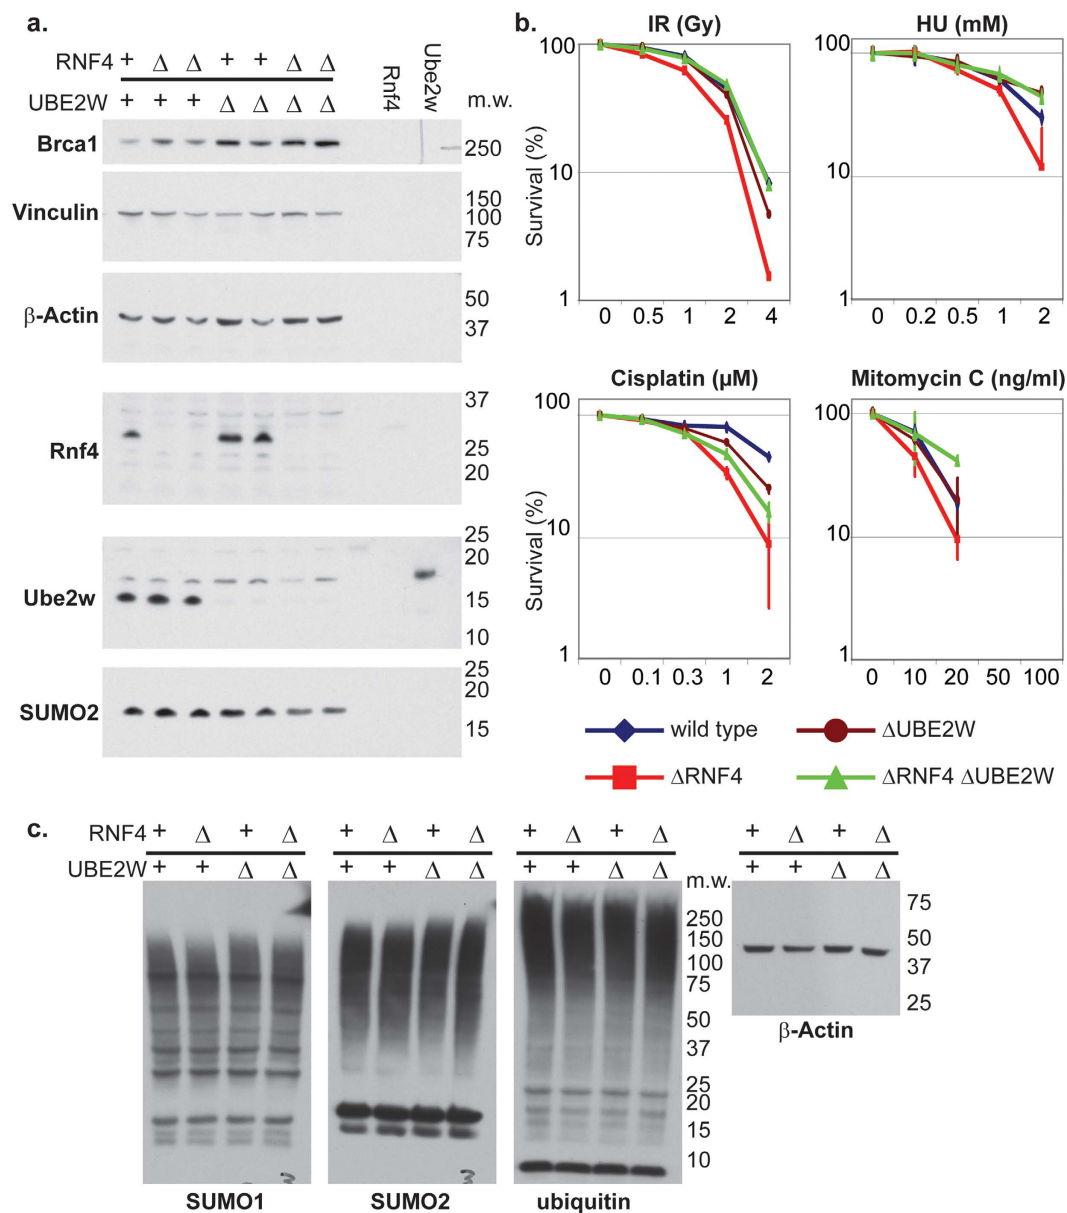 a.
RNF4 + Δ Δ + + Δ Δ
UBE2W + + + Δ Δ Δ Δ
Rnf4
Ube2w
m.w.
Brca1
250
Vinculin
150
100
75
β-Actin
50
37
Rnf4
37
25
20
Ube2w
25
20
15
10
SUMO2
25
20
15
b.
IR (Gy)
Survival (%)
100
10
1
0 0.5 1 2 4
HU (mM)
100
10
1
0 0.2 0.5 1 2
Cisplatin (µM)
Survival (%)
100
10
1
0 0.1 0.3 1 2
Mitomycin C (ng/ml)
100
10
1
0 10 20 50 100
wild type
ΔUBE2W
ΔRNF4
ΔRNF4 ΔUBE2W
c.
RNF4 + Δ + Δ + Δ + Δ + Δ + Δ + Δ + Δ
UBE2W + + Δ Δ + + Δ Δ + + Δ Δ + + Δ Δ
m.w.
250
150
100
75
50
37
25
20
15
10
75
50
37
25
β-Actin
3
3
SUMO1
SUMO2
ubiquitin